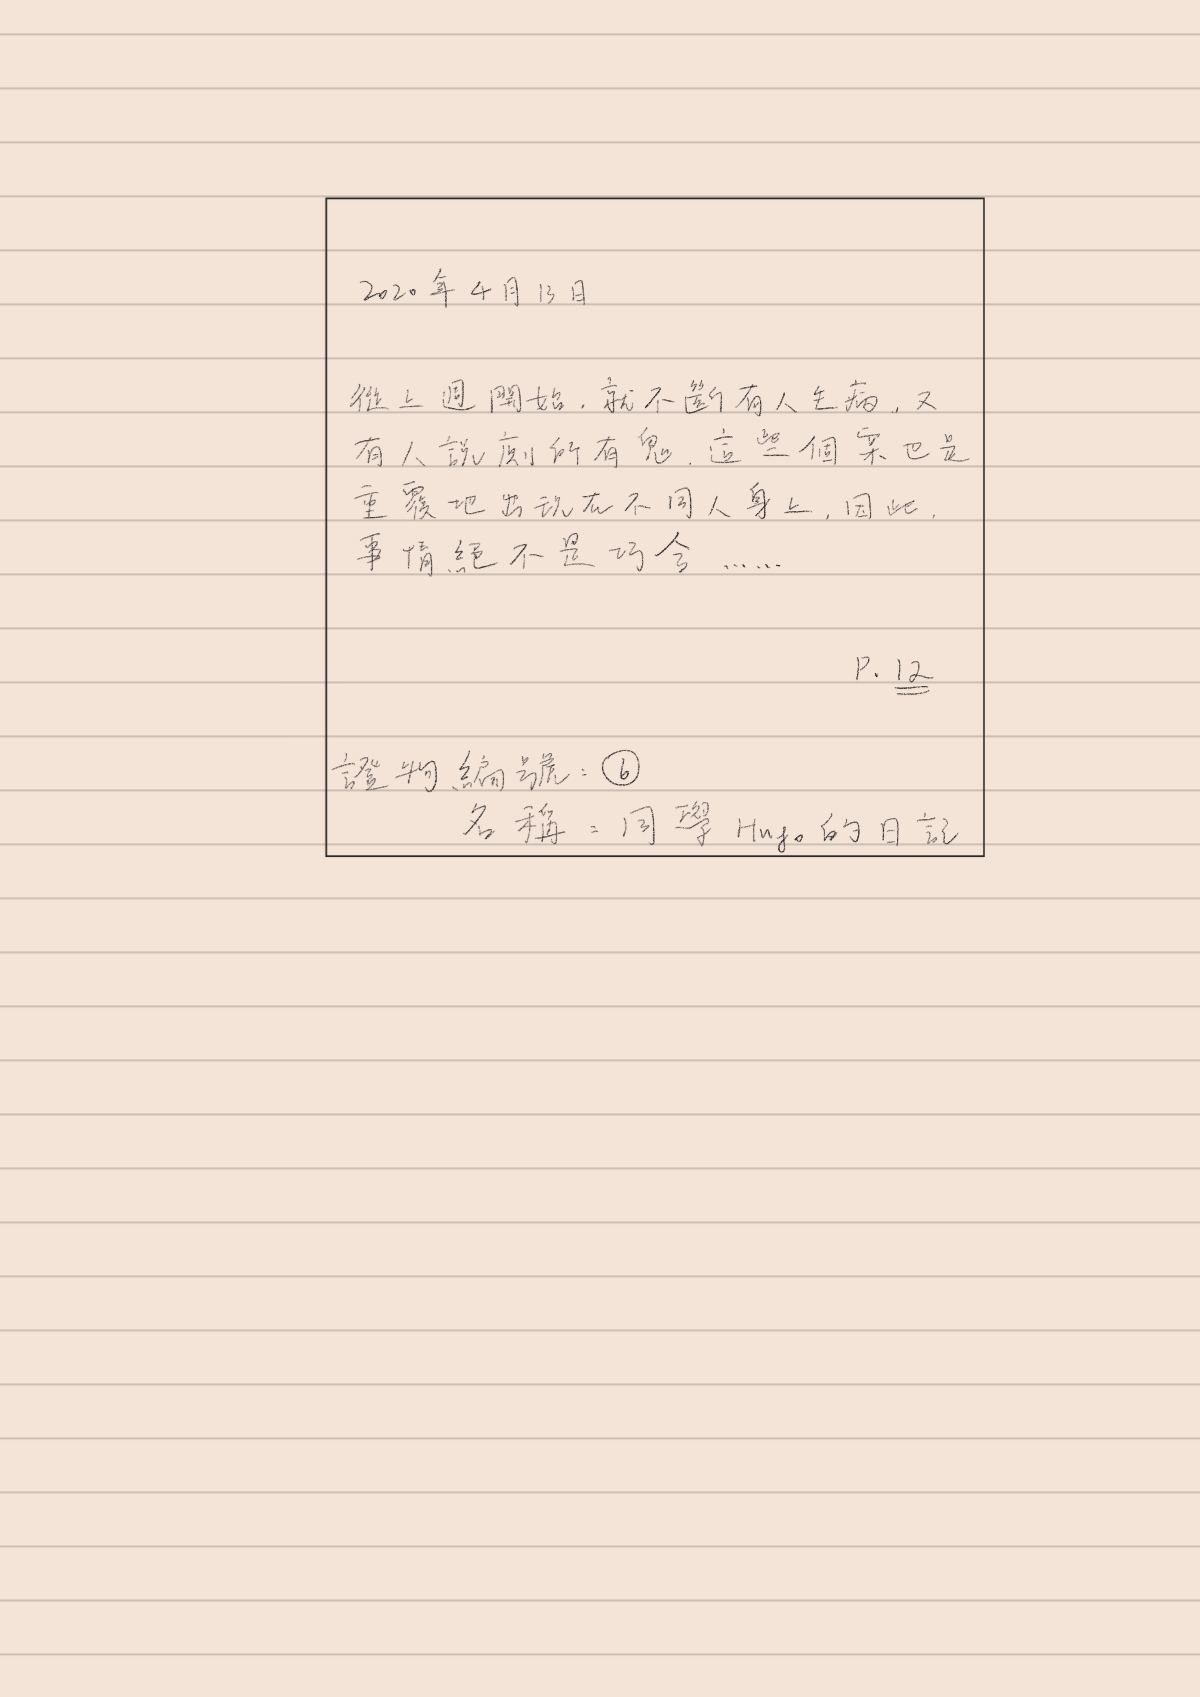 2020年4月13日
從上週開始，就不斷有人生病，又
有人說廁所有鬼，這些個案也是
重覆地出現在不同人身上，因此，
事情絕不是巧合……
P. 12
證物編號：⑥
名稱：同學Hugo的日記